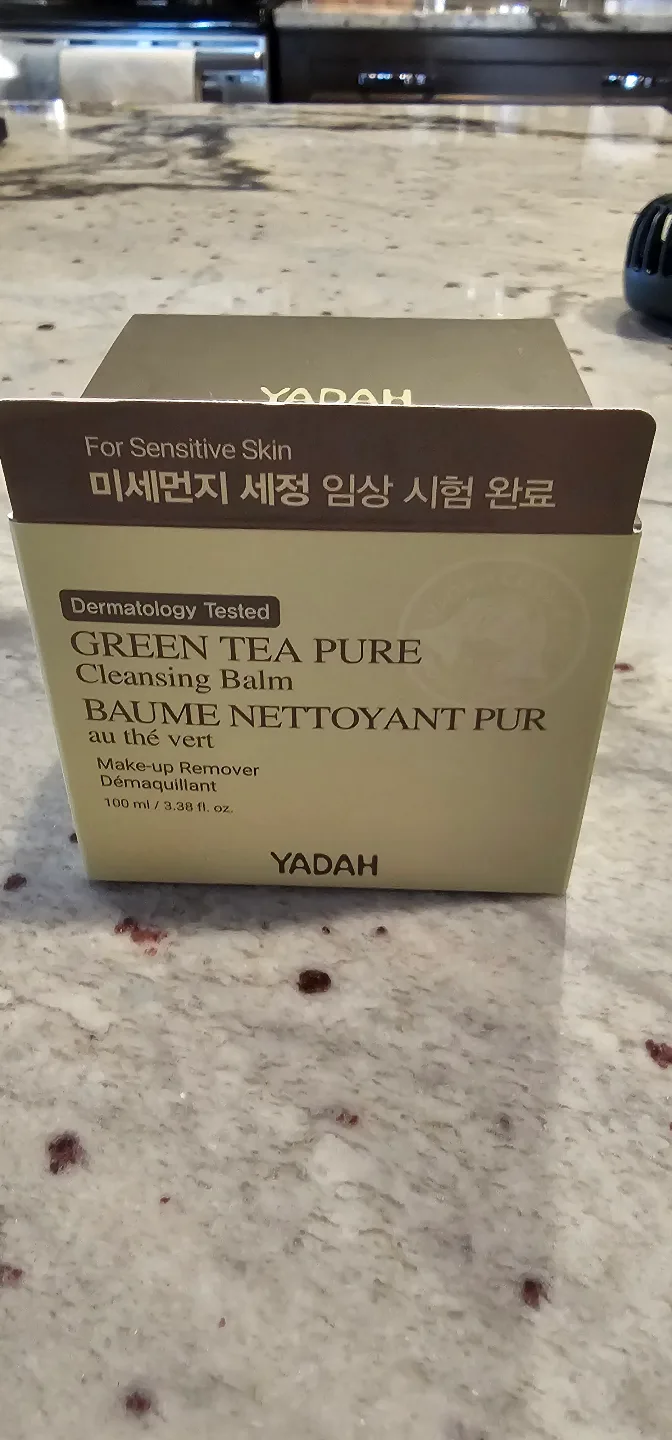 YADAH
For Sensitive Skin
미세먼지 세정 임상 시험 완료
Dermatology Tested
GREEN TEA PURE
Cleansing Balm
BAUME NETTOYANT PUR
au thé vert
Make-up Remover
Démaquillant
100 ml / 3.38 fl. oz.
YADAH